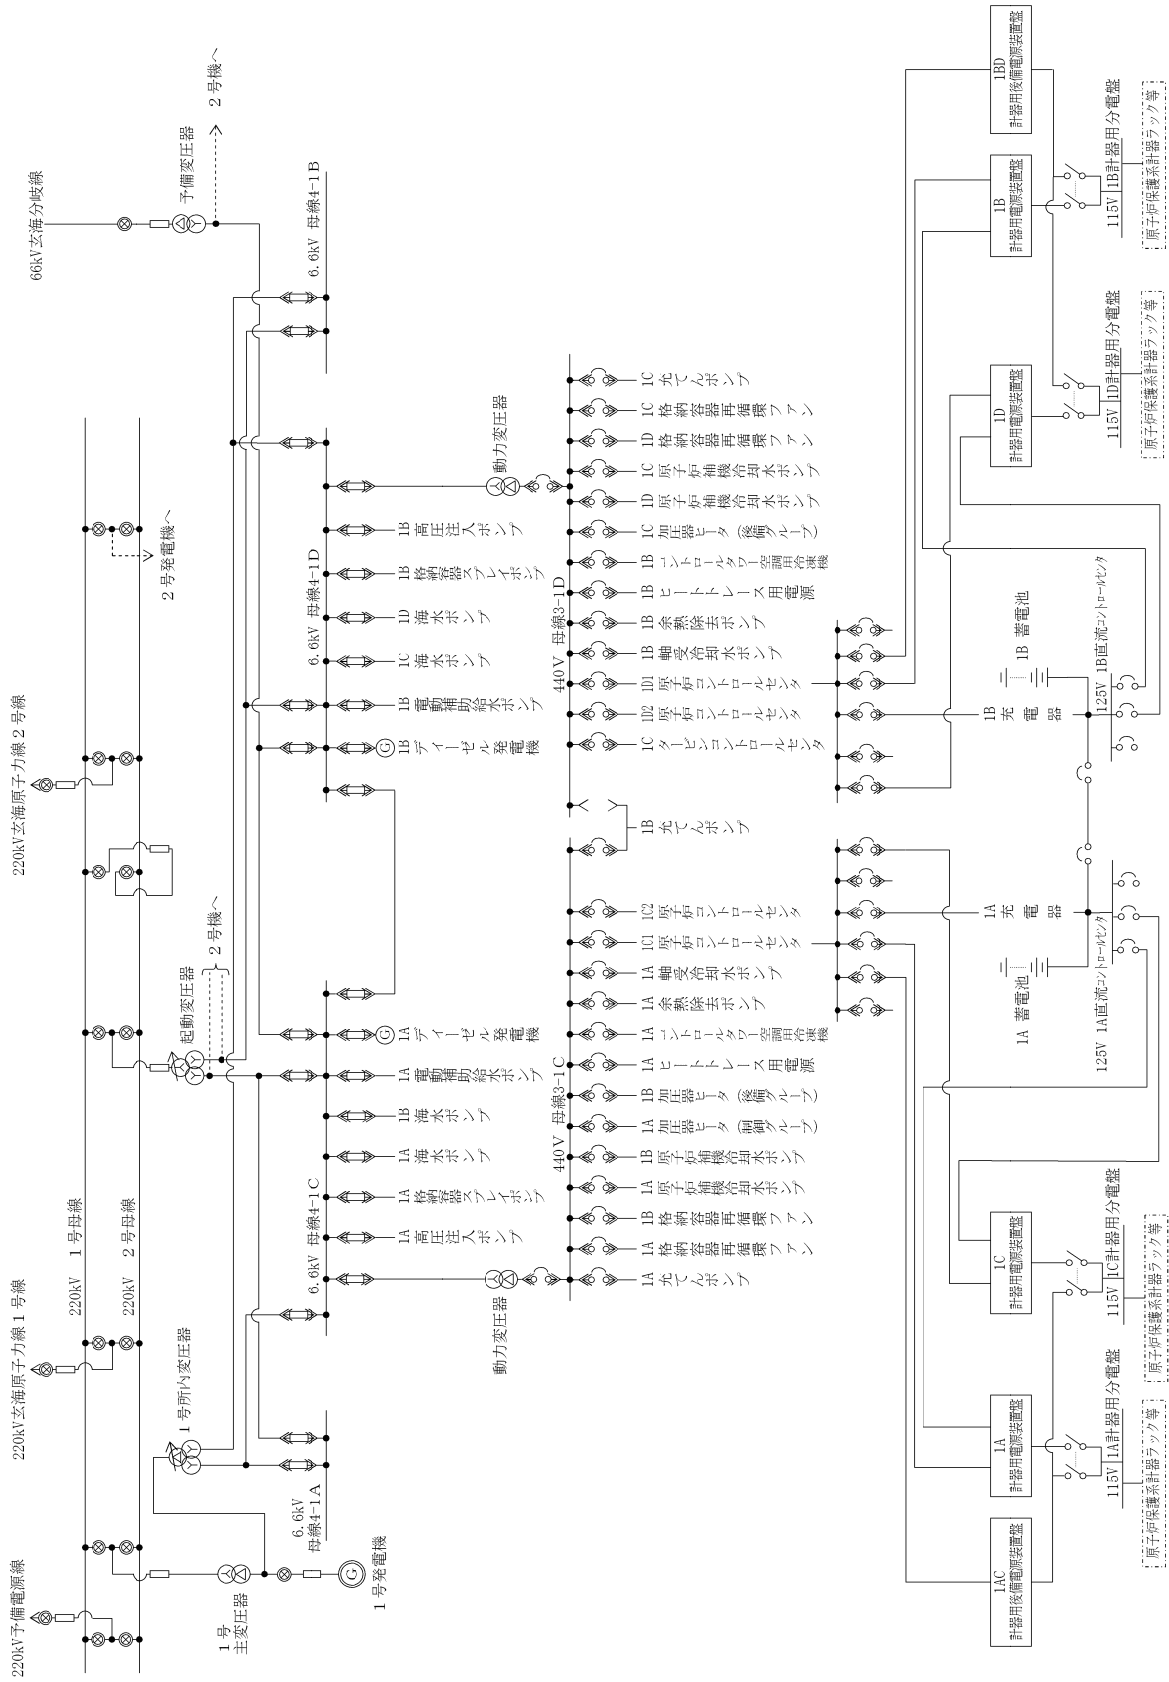 220kV予備電源線
220kV玄海原子力線１号線
220kV玄海原子力線２号線
66kV玄海分岐線
220kV １号母線
220kV ２号母線
２号発電機へ
２号機へ
予備変圧器
起動変圧器
２号機へ
１号所内変圧器
１号
主変圧器
１号発電機
G
6.6kV
母線4-1A
6.6kV 母線4-1C
6.6kV 母線4-1D
6.6kV 母線4-1B
1A 高圧注入ポンプ
1A 格納容器スプレイポンプ
1A 海水ポンプ
1B 海水ポンプ
1A 電動補助給水ポンプ
G
1A ディーゼル発電機
G
1B ディーゼル発電機
1B 電動補助給水ポンプ
1C 海水ポンプ
1D 海水ポンプ
1B 格納容器スプレイポンプ
1B 高圧注入ポンプ
動力変圧器
動力変圧器
440V 母線3-1C
440V 母線3-1D
1A 充てんポンプ
1A 格納容器再循環ファン
1B 格納容器再循環ファン
1A 原子炉補機冷却水ポンプ
1B 原子炉補機冷却水ポンプ
1A 加圧器ヒータ（制御グループ）
1B 加圧器ヒータ（後備グループ）
1A ヒートトレース用電源
1A コントロールタワー空調用冷凍機
1A 余熱除去ポンプ
1A 軸受冷却水ポンプ
1C1 原子炉コントロールセンタ
1C2 原子炉コントロールセンタ
1B 充てんポンプ
1C タービンコントロールセンタ
1D2 原子炉コントロールセンタ
1D1 原子炉コントロールセンタ
1B 軸受冷却水ポンプ
1B 余熱除去ポンプ
1B ヒートトレース用電源
1B コントロールタワー空調用冷凍機
1C 加圧器ヒータ（後備グループ）
1D 原子炉補機冷却水ポンプ
1C 原子炉補機冷却水ポンプ
1D 格納容器再循環ファン
1C 格納容器再循環ファン
1C 充てんポンプ
1A 充電器
1B 充電器
1A 蓄電池
1B 蓄電池
125V 1A直流コントロールセンタ
125V 1B直流コントロールセンタ
1AC
計器用後備電源装置盤
1A
計器用電源装置盤
1C
計器用電源装置盤
1D
計器用電源装置盤
1B
計器用電源装置盤
1BD
計器用後備電源装置盤
115V 1A計器用分電盤
115V 1C計器用分電盤
115V 1D計器用分電盤
115V 1B計器用分電盤
原子炉保護系計器ラック等
原子炉保護系計器ラック等
原子炉保護系計器ラック等
原子炉保護系計器ラック等